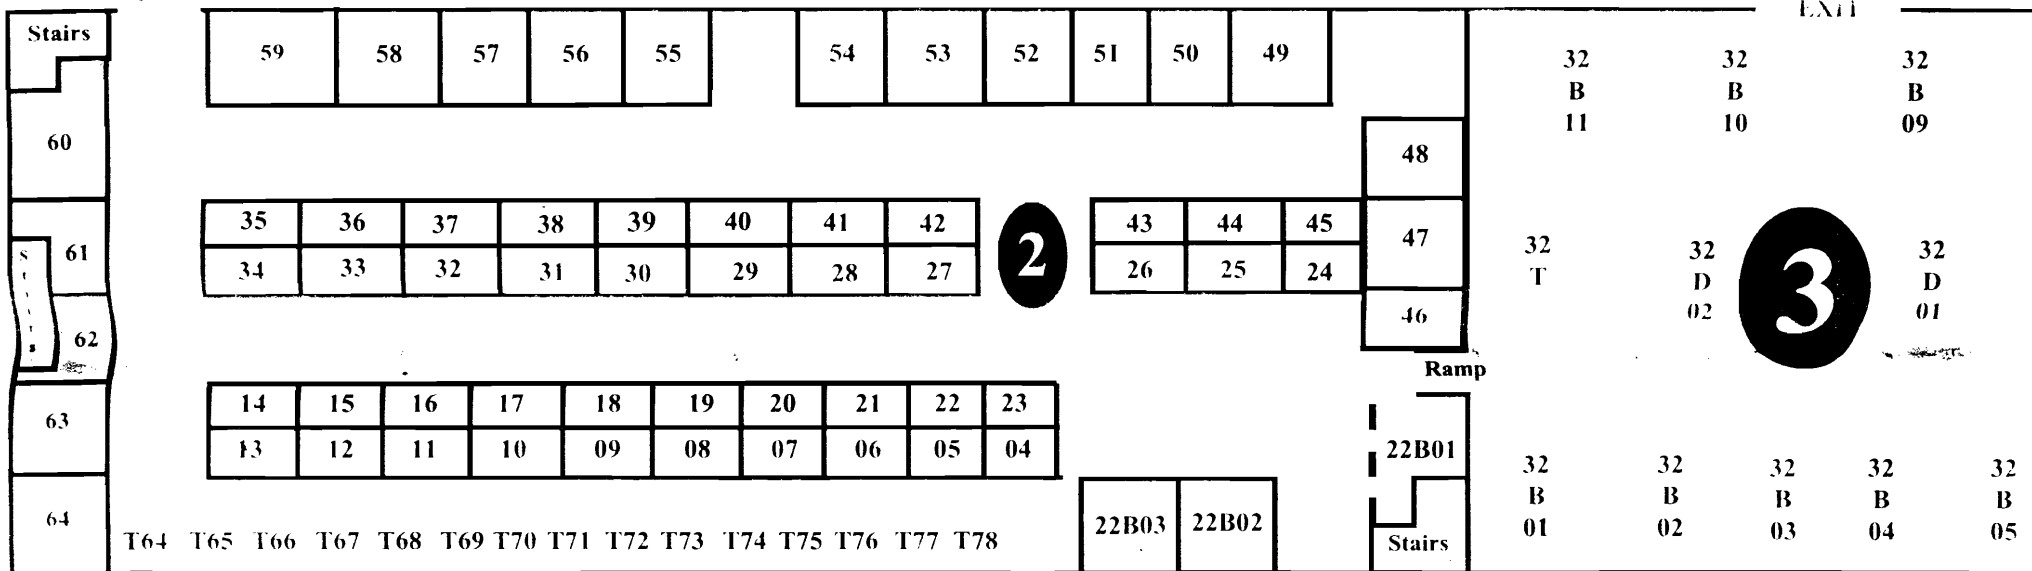 EXIT
Stairs
59 58 57 56 55 54 53 52 51 50 49
32 B 11
32 B 10
32 B 09
60
48
35 36 37 38 39 40 41 42
43 44 45
47
34 33 32 31 30 29 28 27
26 25 24
2
61
Stairs
32 T
32 D 02
3
32 D 01
46
62
Ramp
14 15 16 17 18 19 20 21 22 23
13 12 11 10 09 08 07 06 05 04
63
22B01
32 B 01
32 B 02
32 B 03
32 B 04
32 B 05
64
22B03 22B02
T64 T65 T66 T67 T68 T69 T70 T71 T72 T73 T74 T75 T76 T77 T78
Stairs